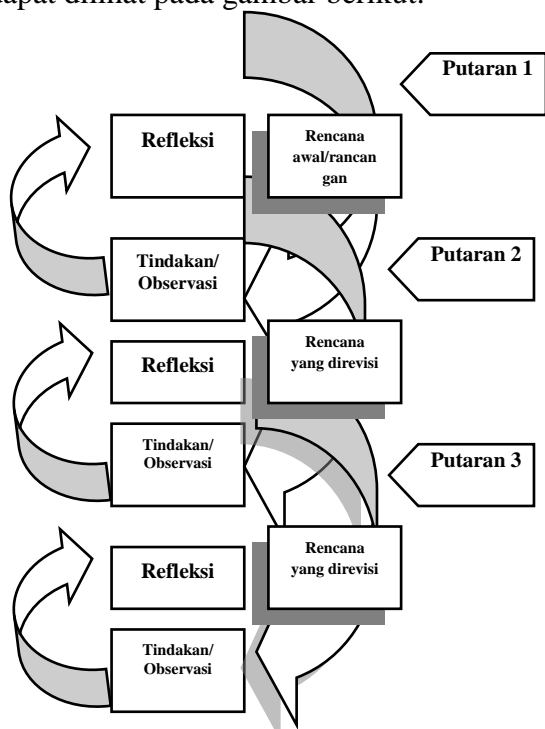 dapat dilihat pada gambar berikut:
Putaran 1
Refleksi
Rencana
awal/rancan
gan
Tindakan/
Observasi
Putaran 2
Refleksi
Rencana
yang direvisi
Tindakan/
Observasi
Putaran 3
Refleksi
Rencana
yang direvisi
Tindakan/
Observasi